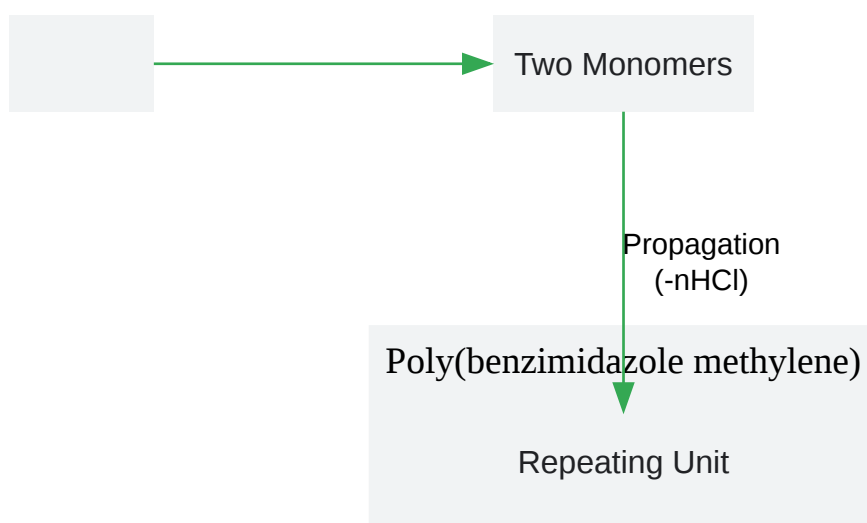 Two Monomers
Propagation
(-nHCl)
Poly(benzimidazole methylene)
Repeating Unit